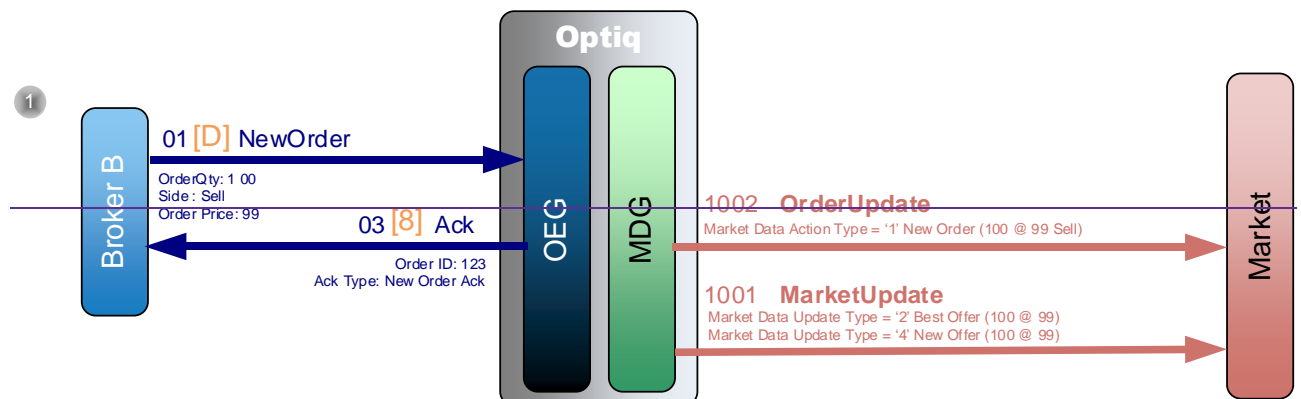 Optiq
1
Broker B
01 [D] NewOrder
OrderQty: 1 00
Side : Sell
Order Price: 99
03 [8] Ack
Order ID: 123
Ack Type: New Order Ack
OEG
MDG
1002 OrderUpdate
Market Data Action Type = ‘1’ New Order (100 @ 99 Sell)
1001 MarketUpdate
Market Data Update Type = ‘2’ Best Offer (100 @ 99)
Market Data Update Type = ‘4’ New Offer (100 @ 99)
Market